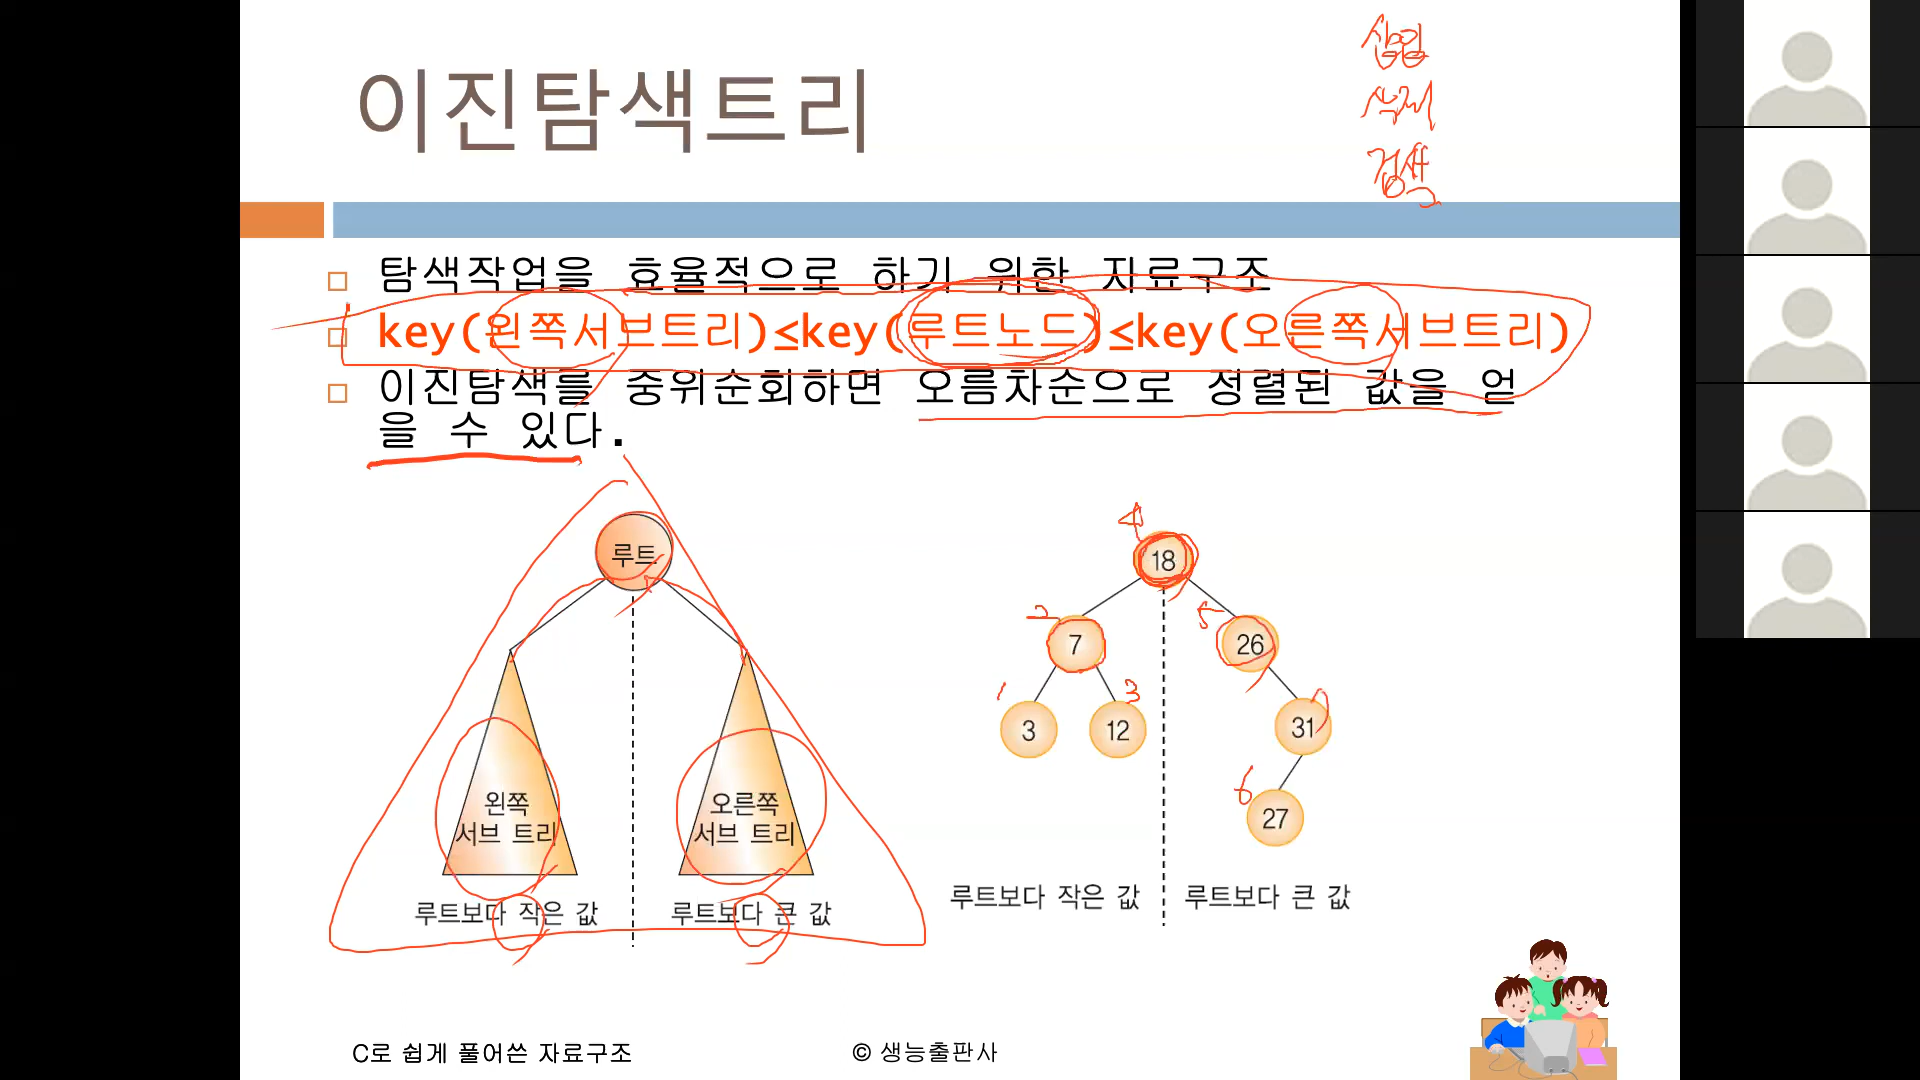 이진탐색트리
삽입
삭제
검색
탐색작업을 효율적으로 하기 위한 자료구조
key(왼쪽서브트리)≤key(루트노드)≤key(오른쪽서브트리)
이진탐색를 중위순회하면 오름차순으로 정렬된 값을 얻
을 수 있다.
루트
왼쪽
서브 트리
오른쪽
서브 트리
루트보다 작은 값
루트보다 큰 값
4
18
2
7
5
26
1
3
3
12
31
6
27
루트보다 작은 값
루트보다 큰 값
C로 쉽게 풀어쓴 자료구조
© 생능출판사